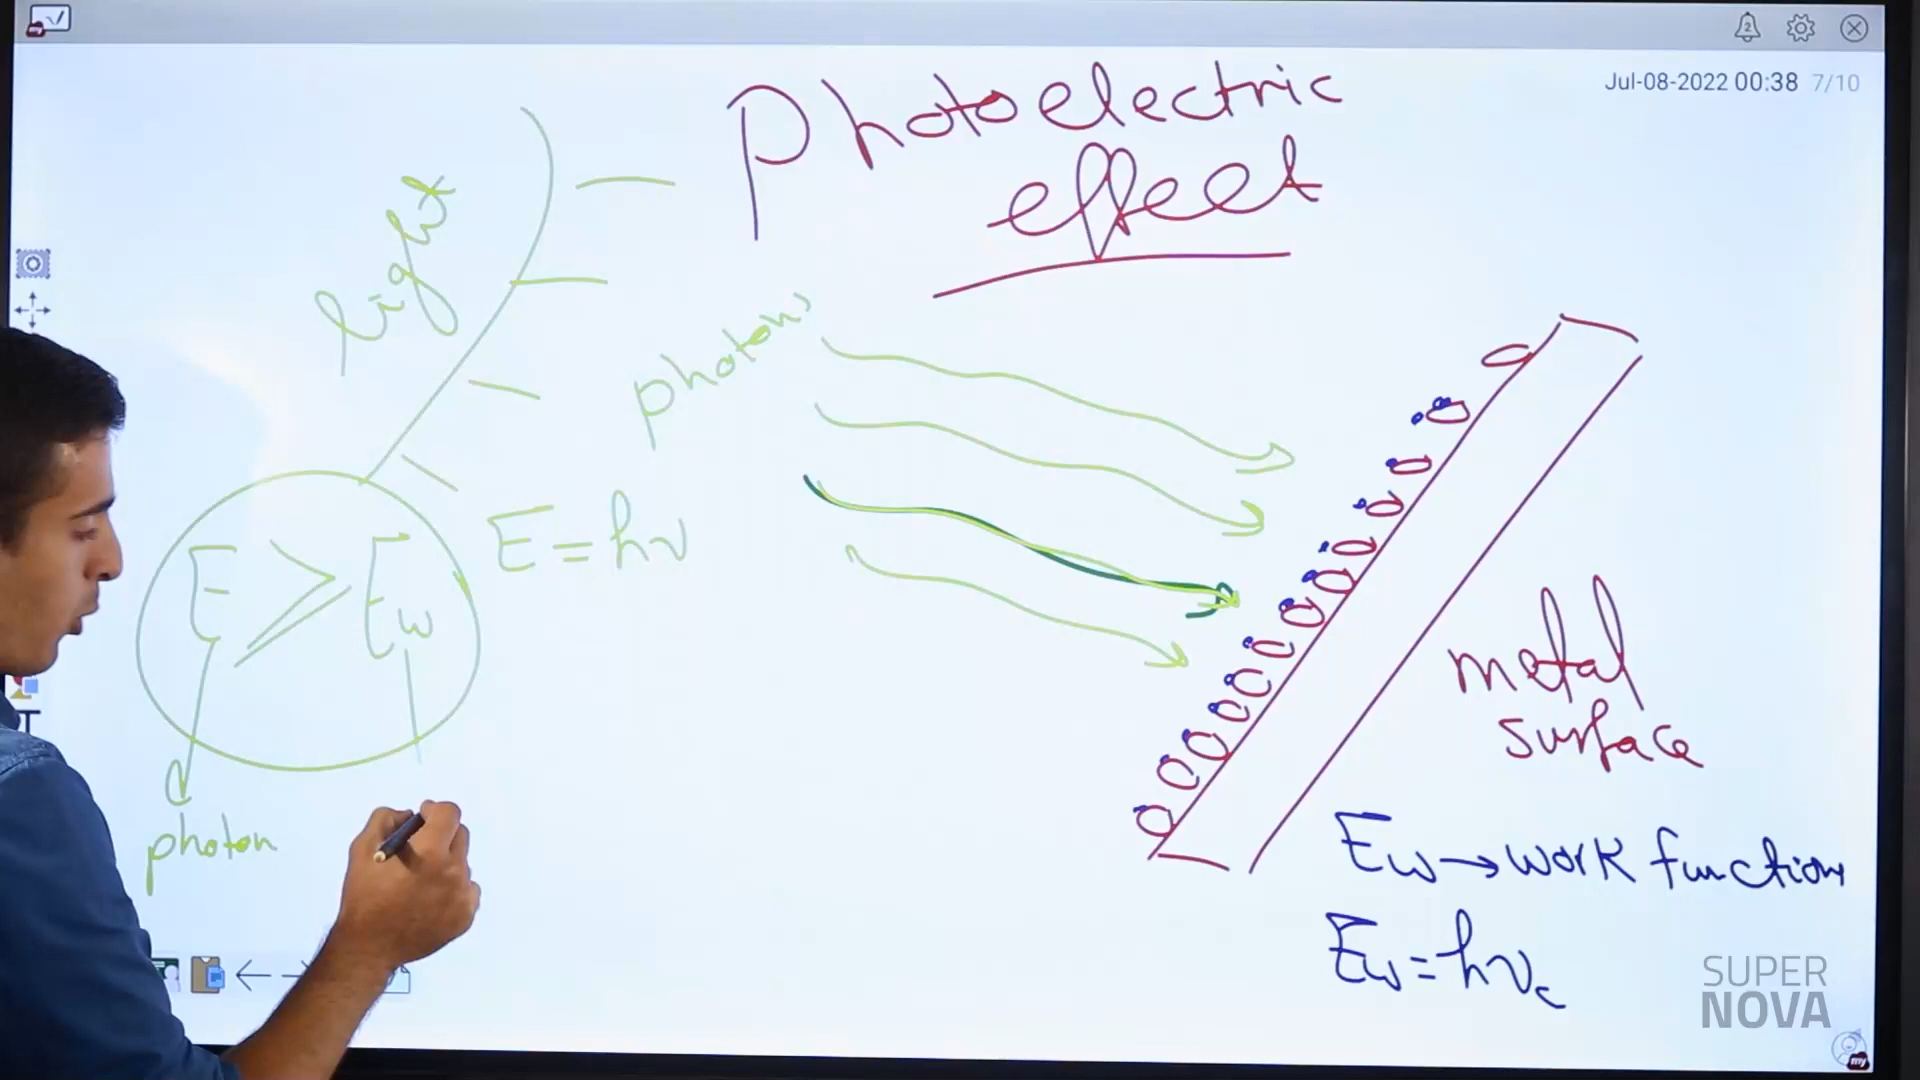 Jul-08-2022 00:38 7/10
Photoelectric
effect
light
photons
E = hν
E ≥ Ew
photon
metal
surface
Ew → work function
Ew = hνc
SUPER
NOVA